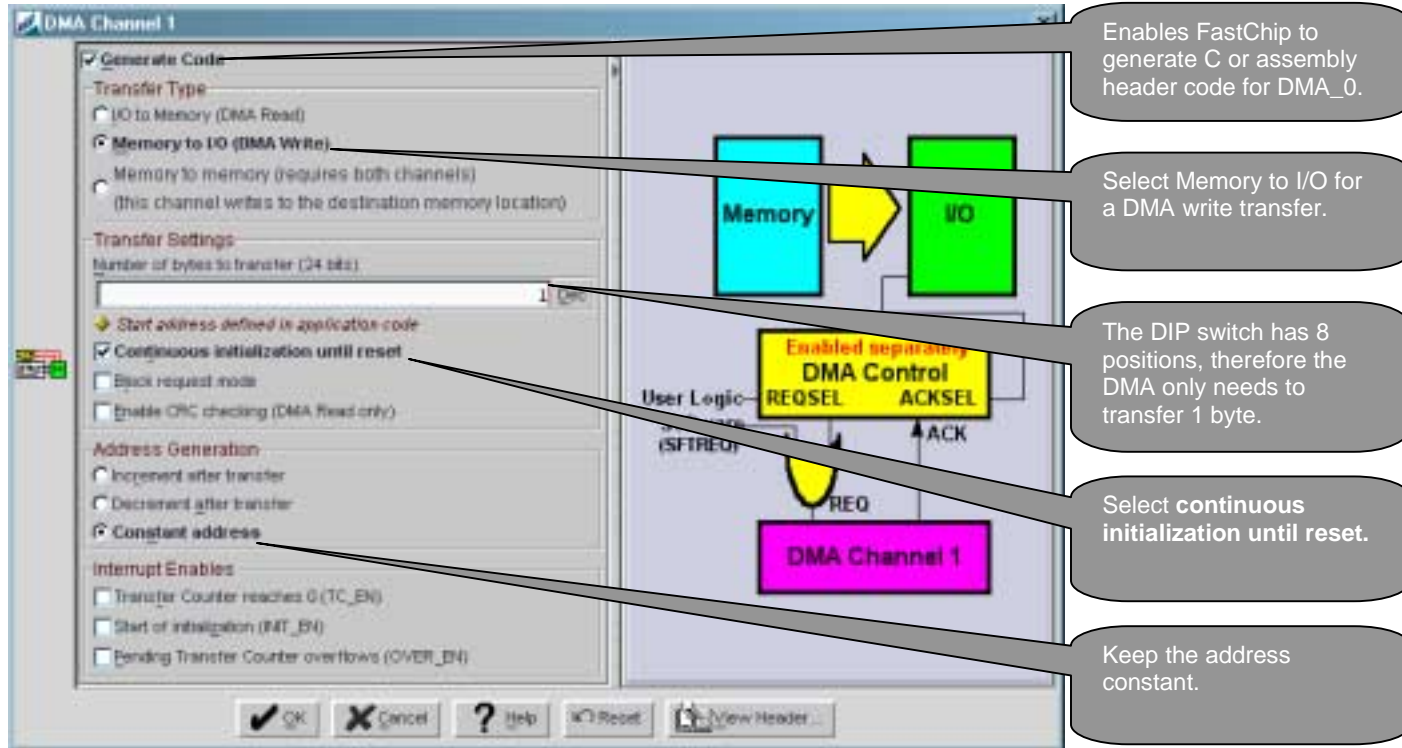 DMA Channel 1
Generate Code
Transfer Type
I/O to Memory (DMA Read)
Memory to I/O (DMA Write)
Memory to memory (requires both channels)
(this channel writes to the destination memory location)
Transfer Settings
Number of bytes to transfer (24 bits)
1
Start address defined in application code
Continuous initialization until reset
Block request mode
Enable CRC checking (DMA Read only)
Address Generation
Increment after transfer
Decrement after transfer
Constant address
Interrupt Enables
Transfer Counter reaches 0 (TC_EN)
Start of initialization (INIT_EN)
Pending Transfer Counter overflows (OVER_EN)
OK
Cancel
Help
Reset
View Header...
Memory
I/O
Enabled separately
DMA Control
User Logic
REQSEL
ACKSEL
(SFTREQ)
ACK
REQ
DMA Channel 1
Enables FastChip to
generate C or assembly
header code for DMA_0.
Select Memory to I/O for
a DMA write transfer.
The DIP switch has 8
positions, therefore the
DMA only needs to
transfer 1 byte.
Select continuous
initialization until reset.
Keep the address
constant.